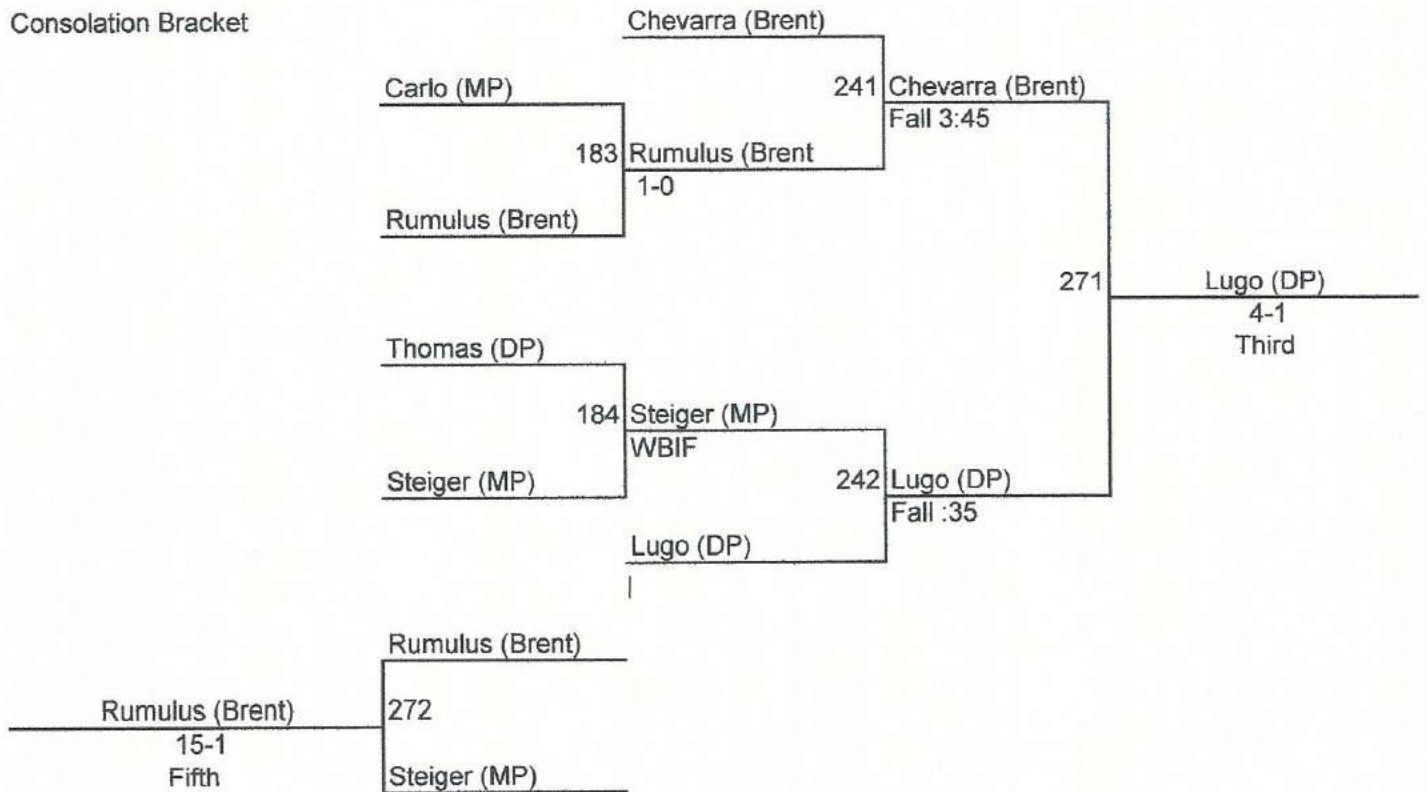 Consolation Bracket
Chevarra (Brent)
Carlo (MP)
241 Chevarra (Brent)
Fall 3:45
183 Rumulus (Brent
1-0
Rumulus (Brent)
271 Lugo (DP)
4-1
Third
Thomas (DP)
184 Steiger (MP)
WBIF
Steiger (MP)
242 Lugo (DP)
Fall :35
Lugo (DP)
Rumulus (Brent)
Rumulus (Brent) 272
15-1
Fifth
Steiger (MP)